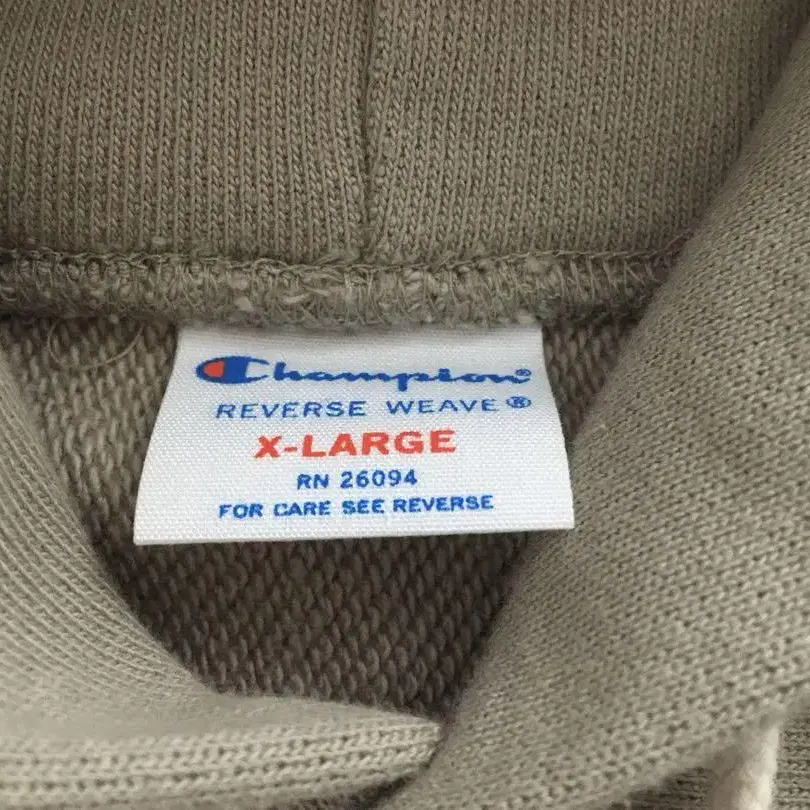 Champion®
REVERSE WEAVE®
X-LARGE
RN 26094
FOR CARE SEE REVERSE